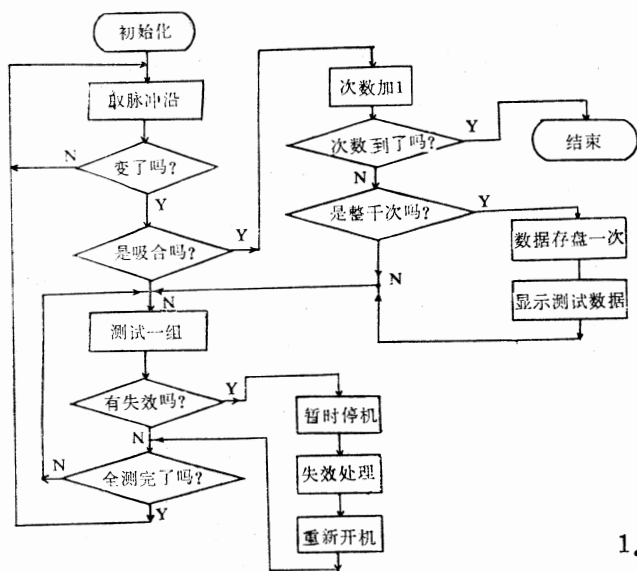 初始化
取脉冲沿
变了吗?
N
Y
是吸合吗?
Y
N
次数加1
次数到了吗?
Y
结束
N
是整千次吗?
Y
数据存盘一次
显示测试数据
N
测试一组
有失效吗?
Y
N
暂时停机
失效处理
重新开机
全测完了吗?
N
Y
1.